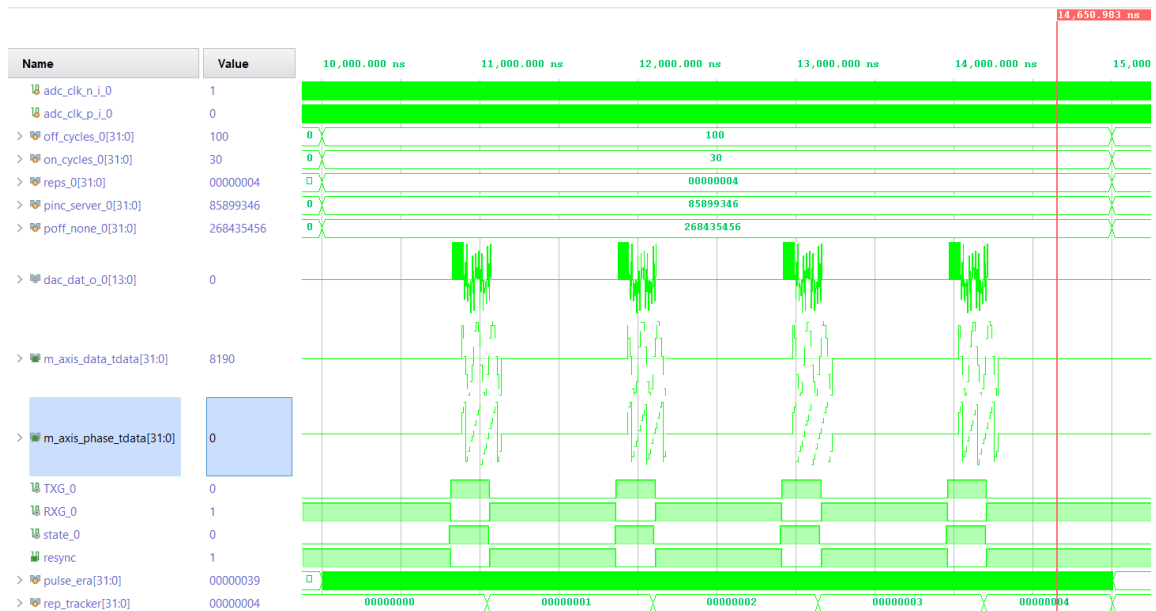 14,650.983 ns
Name Value 10,000.000 ns 11,000.000 ns 12,000.000 ns 13,000.000 ns 14,000.000 ns 15,000
adc_clk_n_i_0 1
adc_clk_p_i_0 0
off_cycles_0[31:0] 100 0 100
on_cycles_0[31:0] 30 0 30
reps_0[31:0] 00000004 00000004
pinc_server_0[31:0] 85899346 0 85899346
poff_none_0[31:0] 268435456 0 268435456
dac_dat_o_0[13:0] 0
m_axis_data_tdata[31:0] 8190
m_axis_phase_tdata[31:0] 0
TXG_0 0
RXG_0 1
state_0 0
resync 1
pulse_era[31:0] 00000039
rep_tracker[31:0] 00000004 00000000 00000001 00000002 00000003 00000004